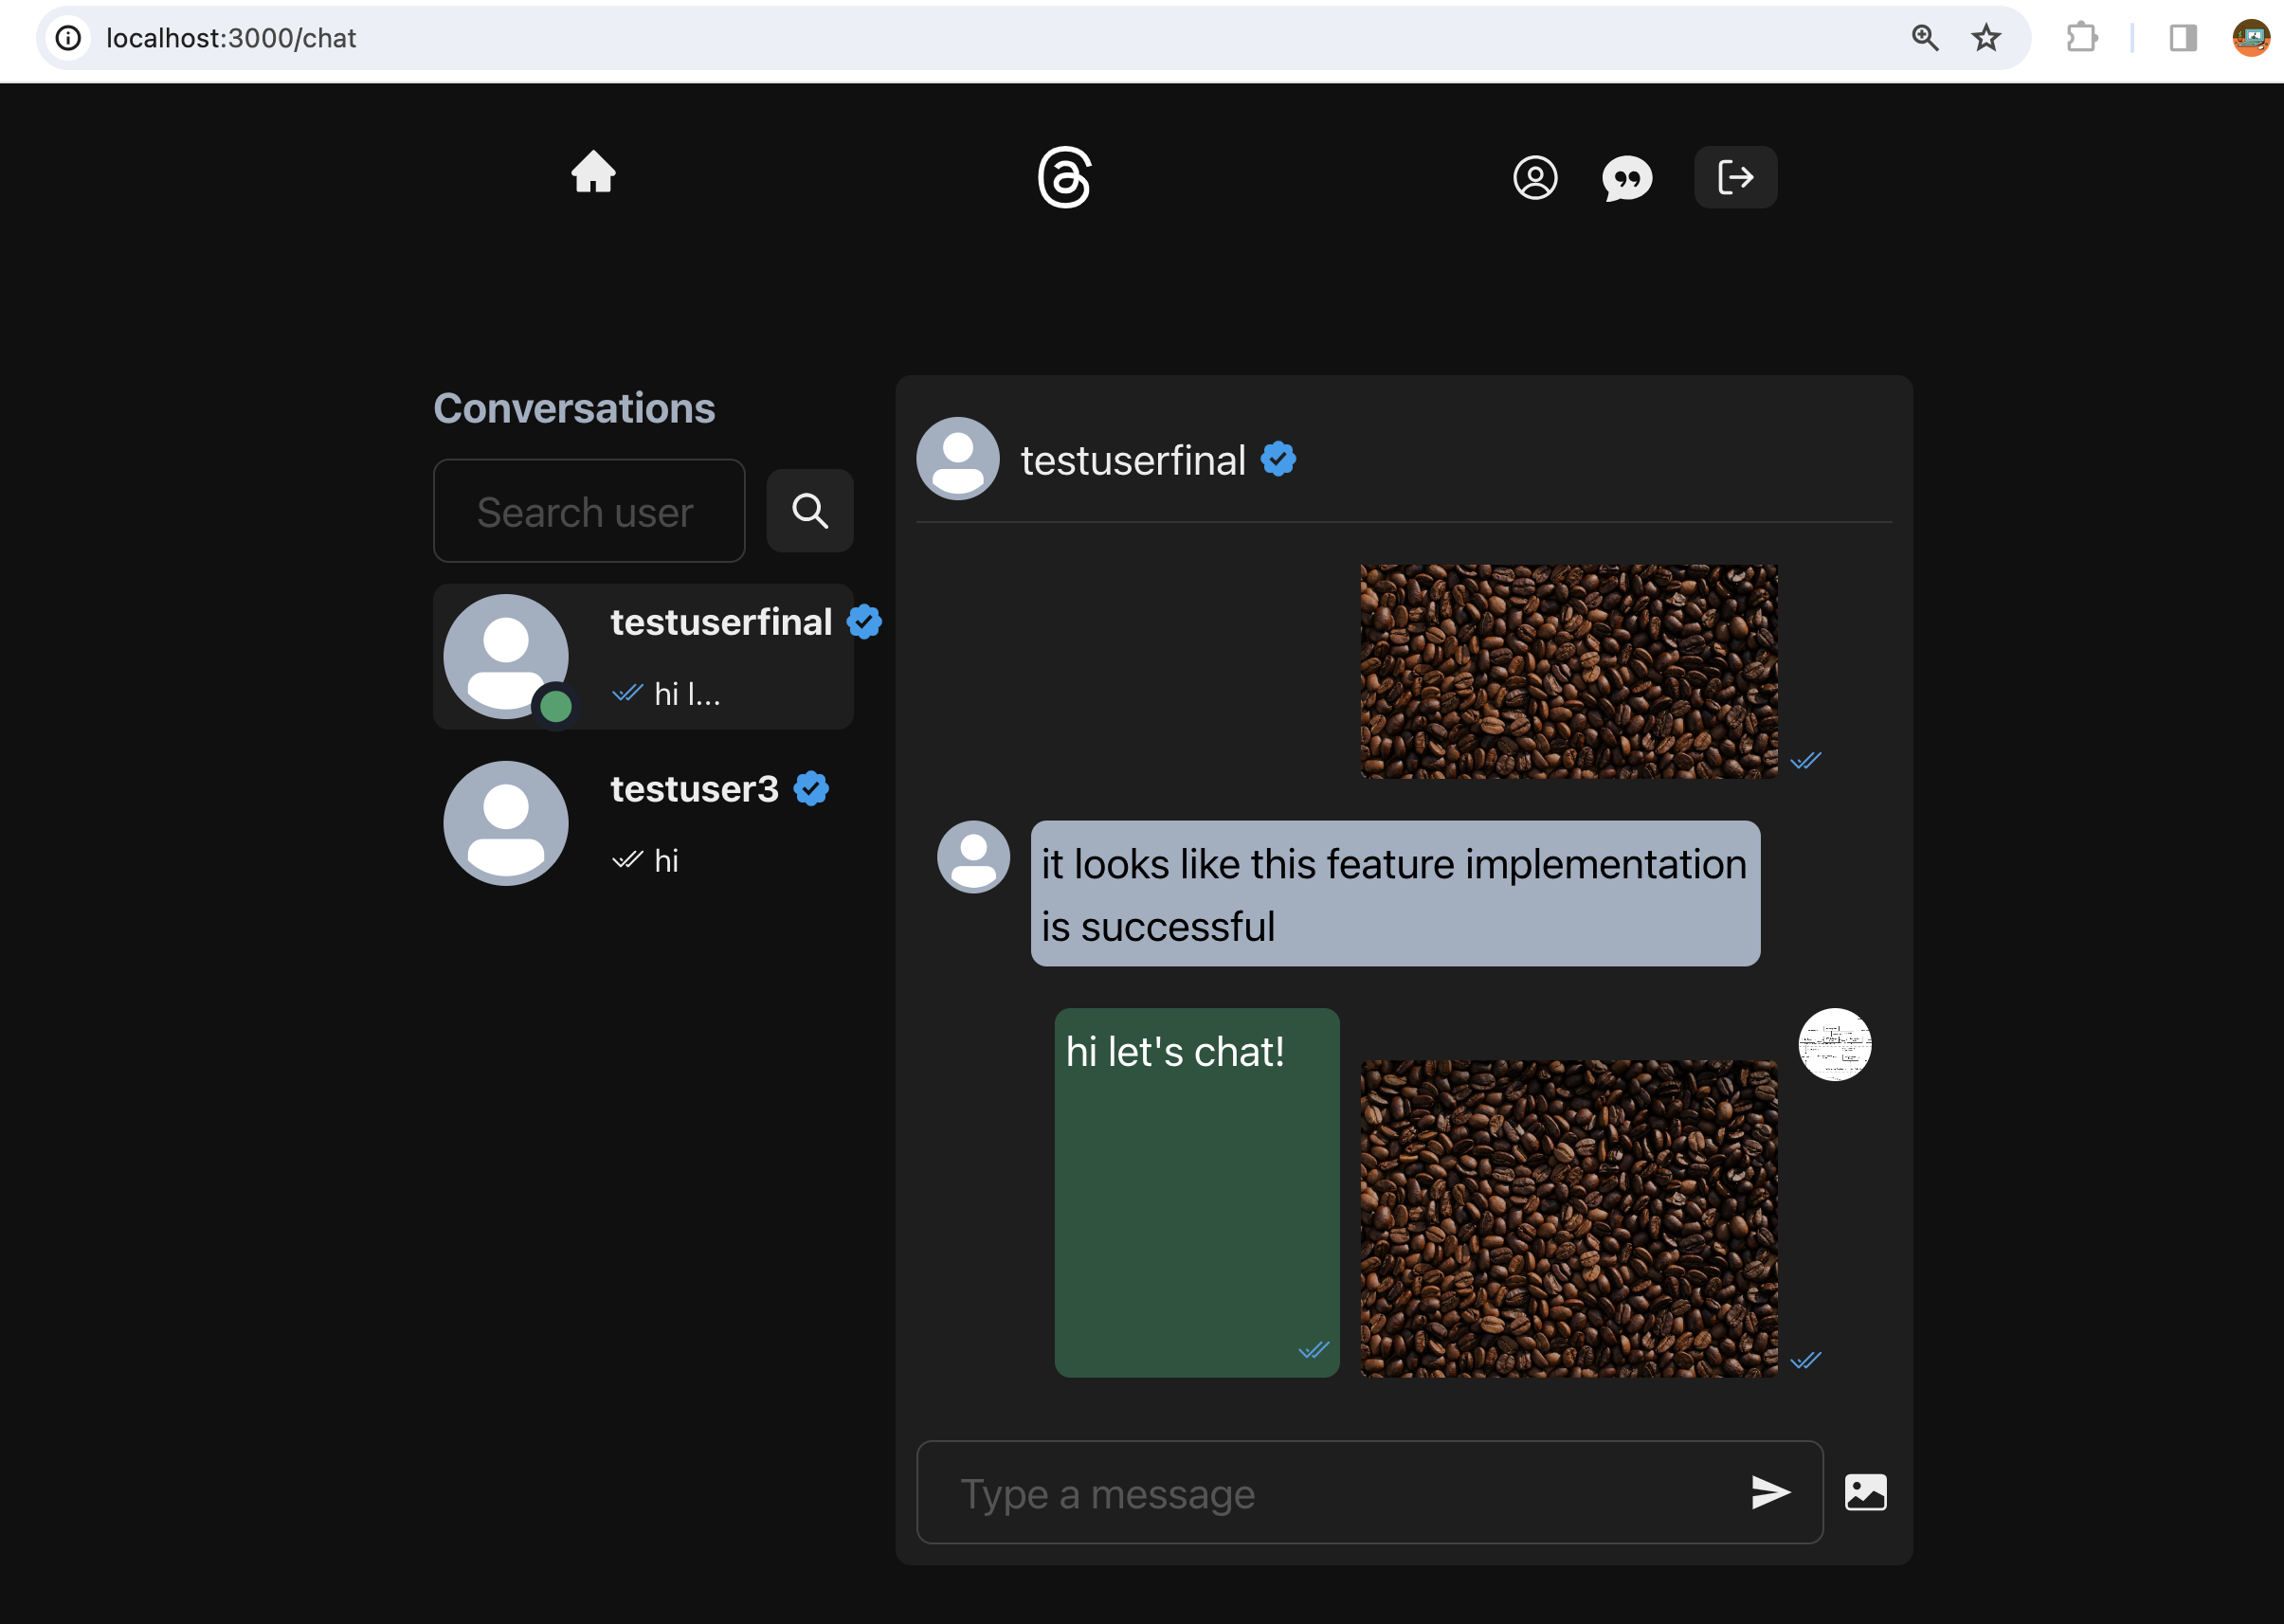 localhost:3000/chat
Conversations
Search user
testuserfinal
hi l...
testuser3
hi
testuserfinal
it looks like this feature implementation
is successful
hi let's chat!
Type a message